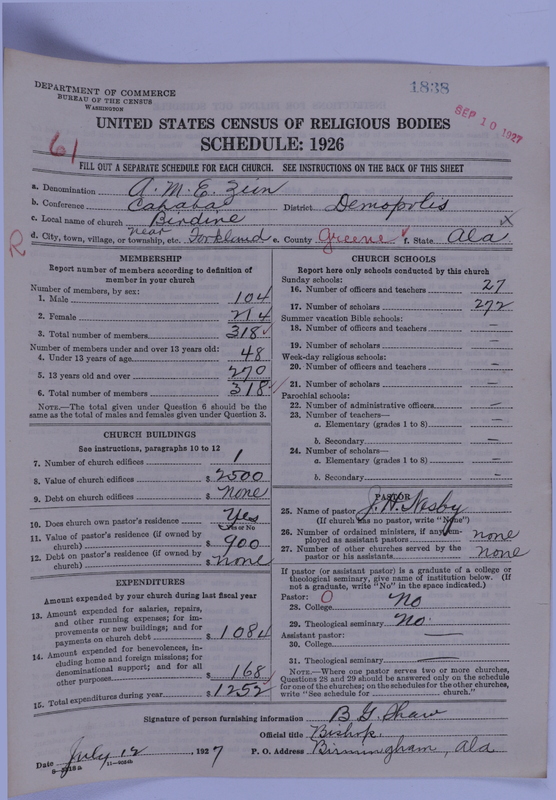 1838
DEPARTMENT OF COMMERCE
BUREAU OF THE CENSUS
WASHINGTON
SEP 10 1927
UNITED STATES CENSUS OF RELIGIOUS BODIES
SCHEDULE: 1926
61
FILL OUT A SEPARATE SCHEDULE FOR EACH CHURCH. SEE INSTRUCTIONS ON THE BACK OF THIS SHEET
a. Denomination A. M. E. Zion
b. Conference Cahaba District Demopolis
c. Local name of church Birdine x
R d. City, town, village, or township, etc. near Forkland e. County Greene f. State Ala
MEMBERSHIP
Report number of members according to definition of
member in your church
Number of members, by sex:
1. Male 104
2. Female 214
3. Total number of members 318
Number of members under and over 13 years old:
4. Under 13 years of age 48
5. 13 years old and over 270
6. Total number of members 318
NOTE.—The total given under Question 6 should be the
same as the total of males and females given under Question 3.
CHURCH BUILDINGS
See instructions, paragraphs 10 to 12
7. Number of church edifices 1
8. Value of church edifices $ 2500
9. Debt on church edifices $ none
10. Does church own pastor's residence Yes
Yes or No
11. Value of pastor's residence (if owned by
church) $ 900
12. Debt on pastor's residence (if owned by
church) $ none
EXPENDITURES
Amount expended by your church during last fiscal year
13. Amount expended for salaries, repairs,
and other running expenses; for im-
provements or new buildings; and for
payments on church debt $ 1084
14. Amount expended for benevolences, in-
cluding home and foreign missions; for
denominational support; and for all
other purposes $ 168
15. Total expenditures during year $ 1252
CHURCH SCHOOLS
Report here only schools conducted by this church
Sunday schools:
16. Number of officers and teachers 27
17. Number of scholars 272
Summer vacation Bible schools:
18. Number of officers and teachers —
19. Number of scholars —
Week-day religious schools:
20. Number of officers and teachers —
21. Number of scholars —
Parochial schools:
22. Number of administrative officers —
23. Number of teachers—
a. Elementary (grades 1 to 8) —
b. Secondary —
24. Number of scholars—
a. Elementary (grades 1 to 8) —
b. Secondary —
PASTOR
25. Name of pastor J. H. Nesby
(If church has no pastor, write "None")
26. Number of ordained ministers, if any, em-
ployed as assistant pastors none
27. Number of other churches served by the
pastor or his assistants none
If pastor (or assistant pastor) is a graduate of a college or
theological seminary, give name of institution below. (If
not a graduate, write "No" in the space indicated.)
Pastor: 0
28. College No
29. Theological seminary No.
Assistant pastor:
30. College —
31. Theological seminary —
NOTE.—Where one pastor serves two or more churches,
Questions 28 and 29 should be answered only on the schedule
for one of the churches; on the schedules for the other churches,
write "See schedule for church."
Signature of person furnishing information B. G. Shaw
Official title Bishop.
Date July 12, 1927 P. O. Address Birmingham, Ala